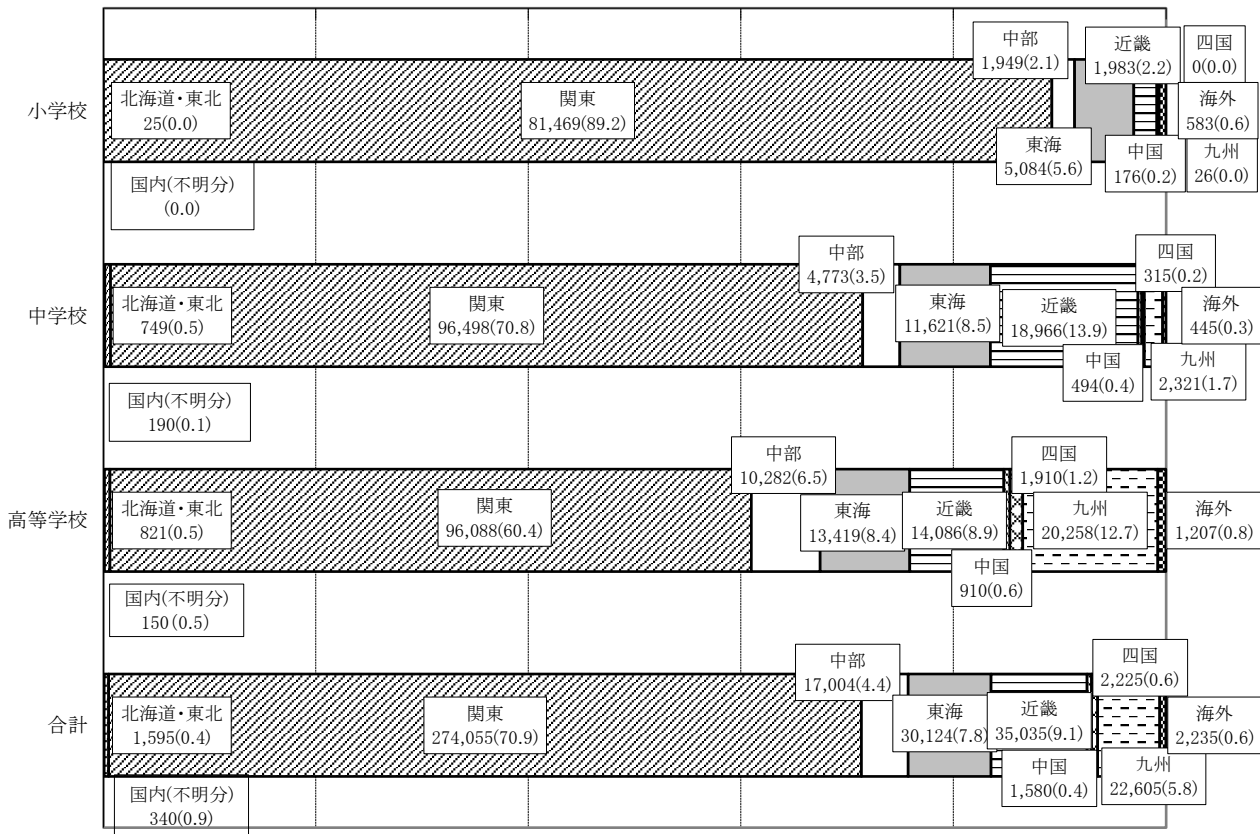 小学校
北海道・東北
25(0.0)
関東
81,469(89.2)
中部
1,949(2.1)
東海
5,084(5.6)
近畿
1,983(2.2)
中国
176(0.2)
四国
0(0.0)
九州
26(0.0)
海外
583(0.6)
国内(不明分)
(0.0)
中学校
北海道・東北
749(0.5)
関東
96,498(70.8)
中部
4,773(3.5)
東海
11,621(8.5)
近畿
18,966(13.9)
中国
494(0.4)
四国
315(0.2)
九州
2,321(1.7)
海外
445(0.3)
国内(不明分)
190(0.1)
高等学校
北海道・東北
821(0.5)
関東
96,088(60.4)
中部
10,282(6.5)
東海
13,419(8.4)
近畿
14,086(8.9)
中国
910(0.6)
四国
1,910(1.2)
九州
20,258(12.7)
海外
1,207(0.8)
国内(不明分)
150(0.5)
合計
北海道・東北
1,595(0.4)
関東
274,055(70.9)
中部
17,004(4.4)
東海
30,124(7.8)
近畿
35,035(9.1)
中国
1,580(0.4)
四国
2,225(0.6)
九州
22,605(5.8)
海外
2,235(0.6)
国内(不明分)
340(0.9)